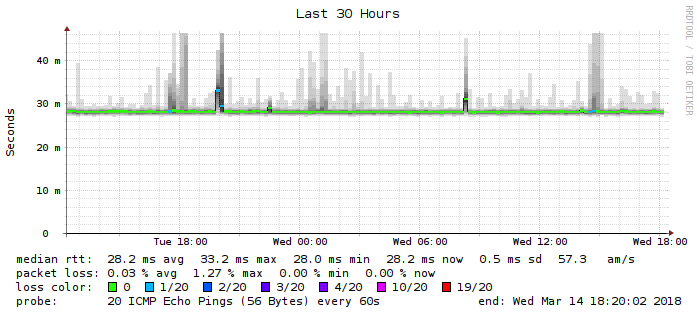 Last 30 Hours
RRDTOOL / TOBI OETIKER
Seconds
40 m
30 m
20 m
10 m
0
Tue 18:00 Wed 00:00 Wed 06:00 Wed 12:00 Wed 18:00
median rtt: 28.2 ms avg 33.2 ms max 28.0 ms min 28.2 ms now 0.5 ms sd 57.3 am/s
packet loss: 0.03 % avg 1.27 % max 0.00 % min 0.00 % now
loss color: 0 1/20 2/20 3/20 4/20 10/20 19/20
probe: 20 ICMP Echo Pings (56 Bytes) every 60s end: Wed Mar 14 18:20:02 2018